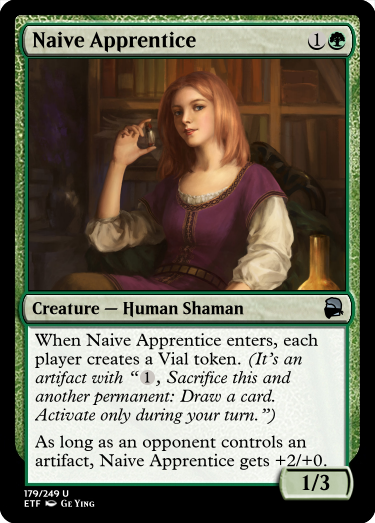 Naive Apprentice 1
Creature — Human Shaman
When Naive Apprentice enters, each
player creates a Vial token. (It's an
artifact with “1, Sacrifice this and
another permanent: Draw a card.
Activate only during your turn.”)
As long as an opponent controls an
artifact, Naive Apprentice gets +2/+0.
1/3
179/249 U
ETF GE YING